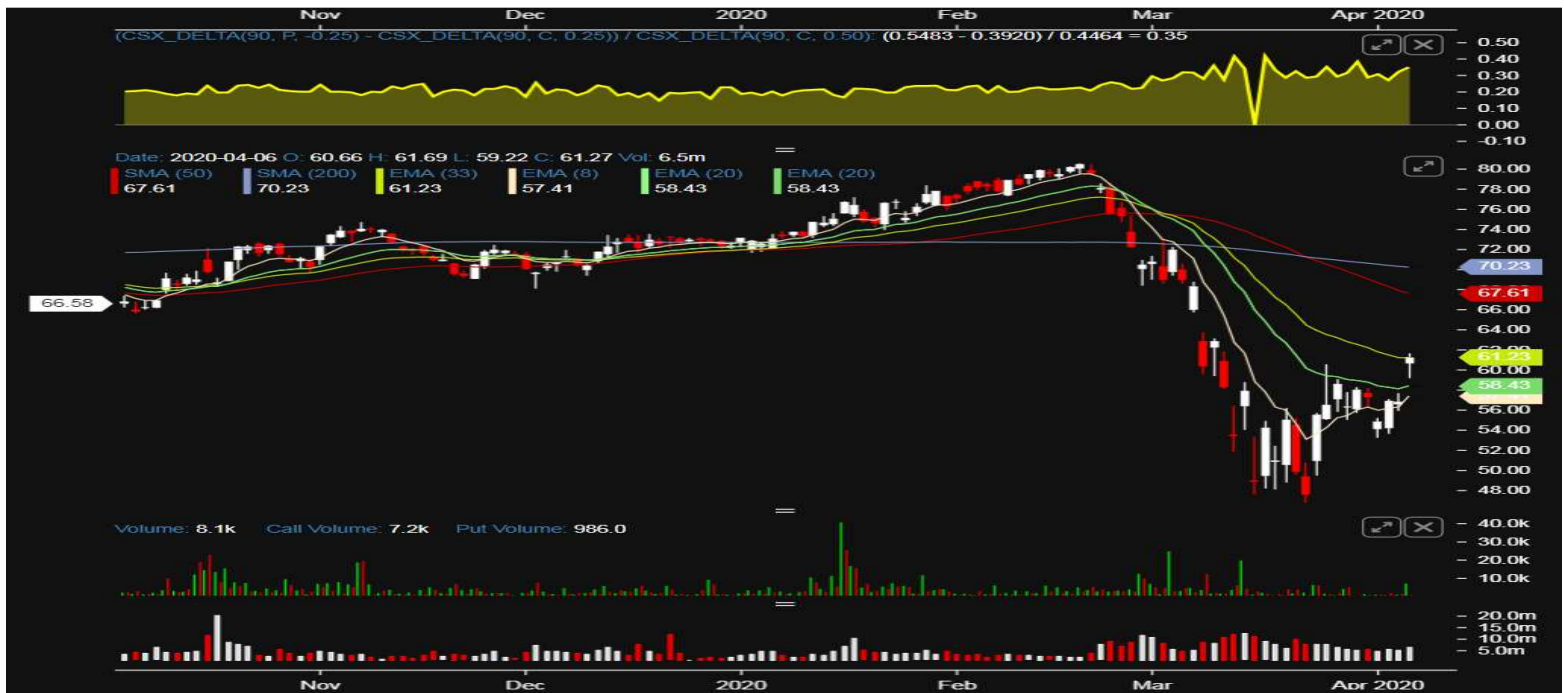 Nov Dec 2020 Feb Mar Apr 2020
(CSX_DELTA(90, P, -0.25) - CSX_DELTA(90, C, 0.25)) / CSX_DELTA(90, C, 0.50): (0.5483 - 0.3920) / 0.4464 = 0.35
0.50
0.40
0.30
0.20
0.10
0.00
-0.10
Date: 2020-04-06 O: 60.66 H: 61.69 L: 59.22 C: 61.27 Vol: 6.5m
SMA (50) SMA (200) EMA (33) EMA (8) EMA (20) EMA (20)
67.61 70.23 61.23 57.41 58.43 58.43
80.00
78.00
76.00
74.00
72.00
70.23
67.61
66.58
66.00
64.00
61.23
60.00
58.43
56.00
54.00
52.00
50.00
48.00
Volume: 8.1k Call Volume: 7.2k Put Volume: 986.0
40.0k
30.0k
20.0k
10.0k
20.0m
15.0m
10.0m
5.0m
Nov Dec 2020 Feb Mar Apr 2020